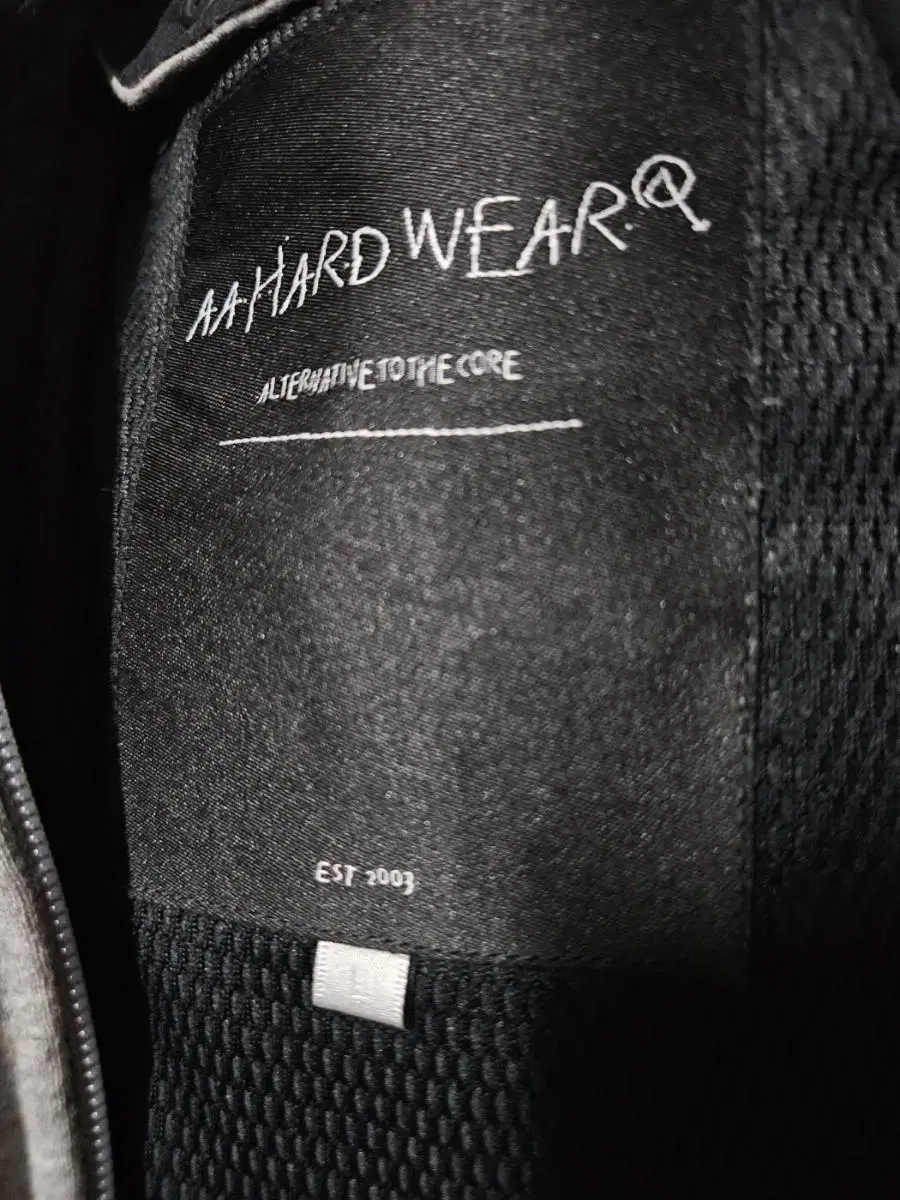 AA.HARD WEAR.
ALTERNATIVE TO THE CORE
EST 2003